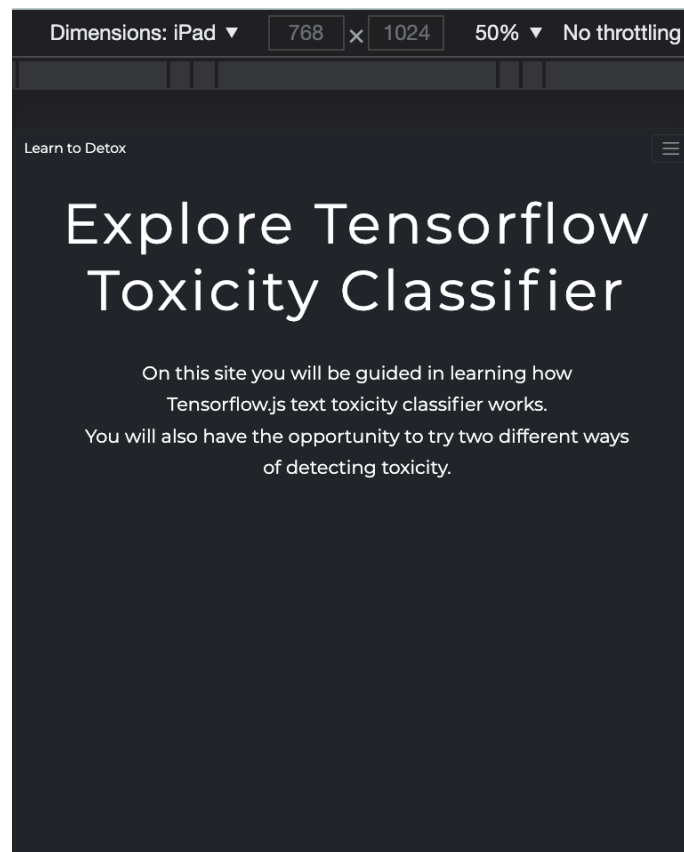 Dimensions: iPad ▼ 768 × 1024 50% ▼ No throttling
Learn to Detox
Explore Tensorflow
Toxicity Classifier
On this site you will be guided in learning how
Tensorflow.js text toxicity classifier works.
You will also have the opportunity to try two different ways
of detecting toxicity.